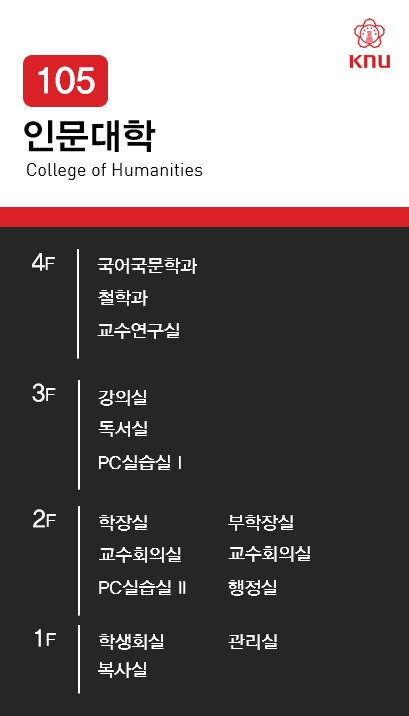 KNU
105
인문대학
College of Humanities
4F
국어국문학과
철학과
교수연구실
3F
강의실
독서실
PC실습실 I
2F
학장실 부학장실
교수회의실 교수회의실
PC실습실 II 행정실
1F
학생회실 관리실
복사실